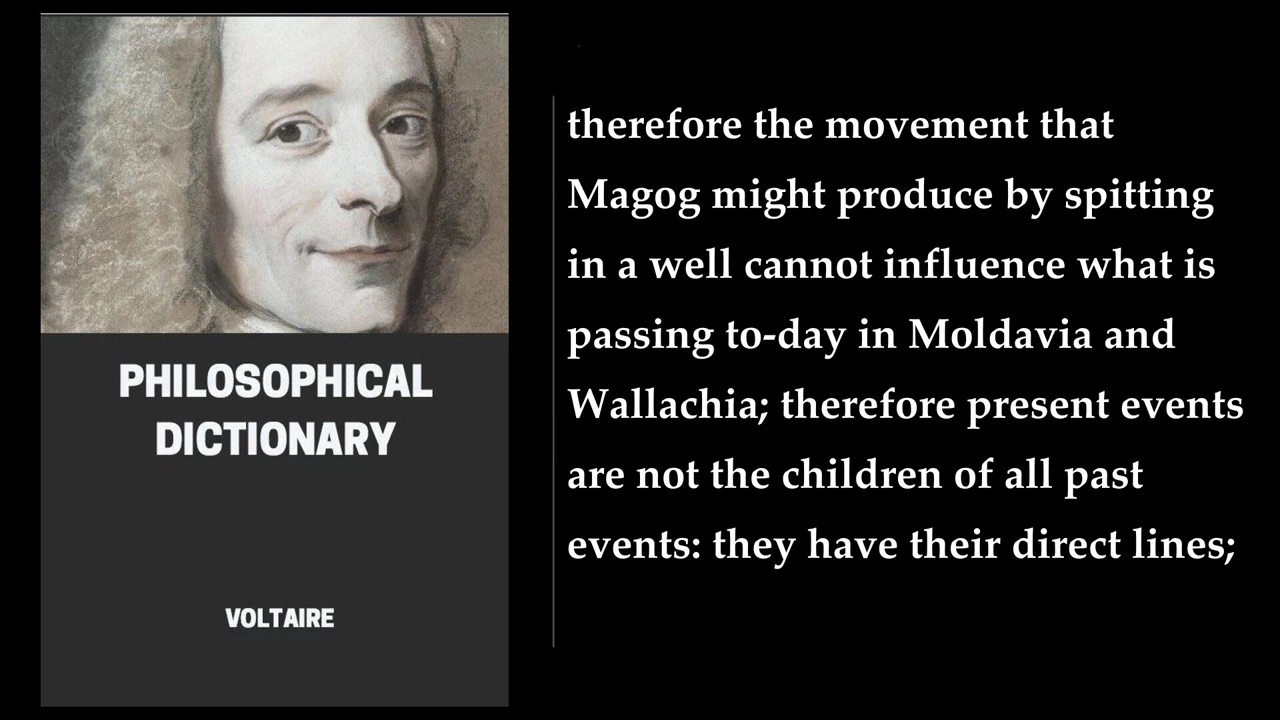 PHILOSOPHICAL
DICTIONARY
VOLTAIRE
therefore the movement that
Magog might produce by spitting
in a well cannot influence what is
passing to-day in Moldavia and
Wallachia; therefore present events
are not the children of all past
events: they have their direct lines;